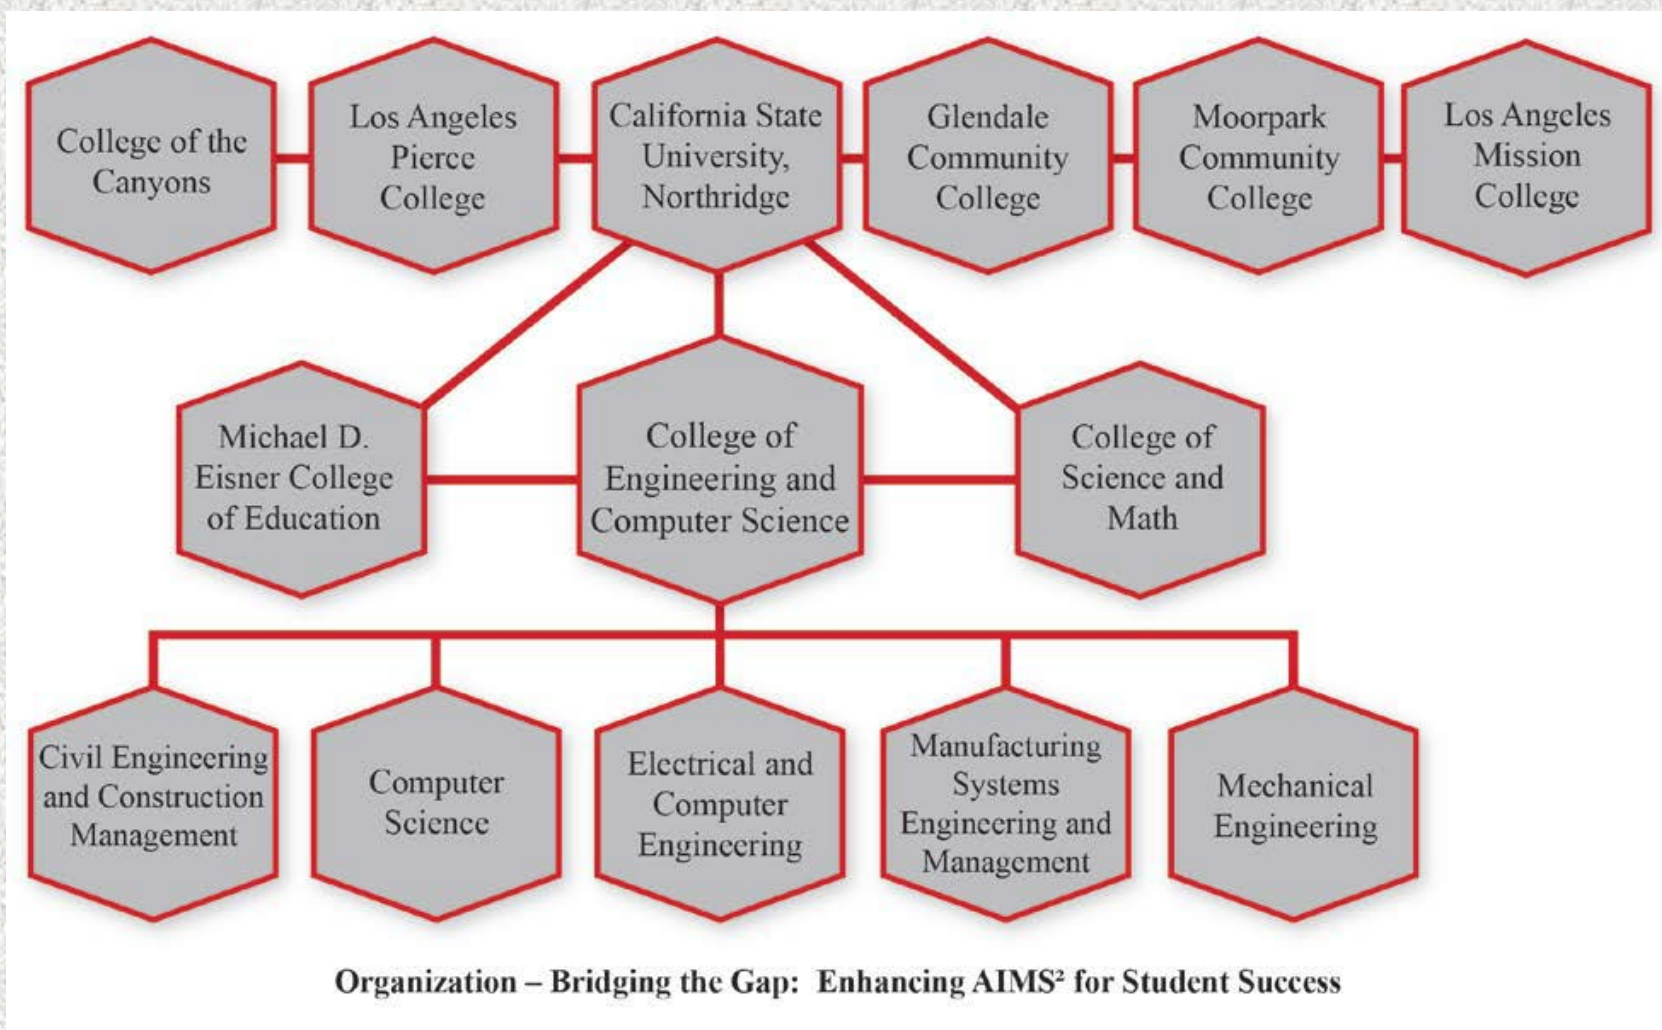 College of the
Canyons
Los Angeles
Pierce
College
California State
University,
Northridge
Glendale
Community
College
Moorpark
Community
College
Los Angeles
Mission
College
Michael D.
Eisner College
of Education
College of
Engineering and
Computer Science
College of
Science and
Math
Civil Engineering
and Construction
Management
Computer
Science
Electrical and
Computer
Engineering
Manufacturing
Systems
Engineering and
Management
Mechanical
Engineering
Organization – Bridging the Gap: Enhancing AIMS² for Student Success